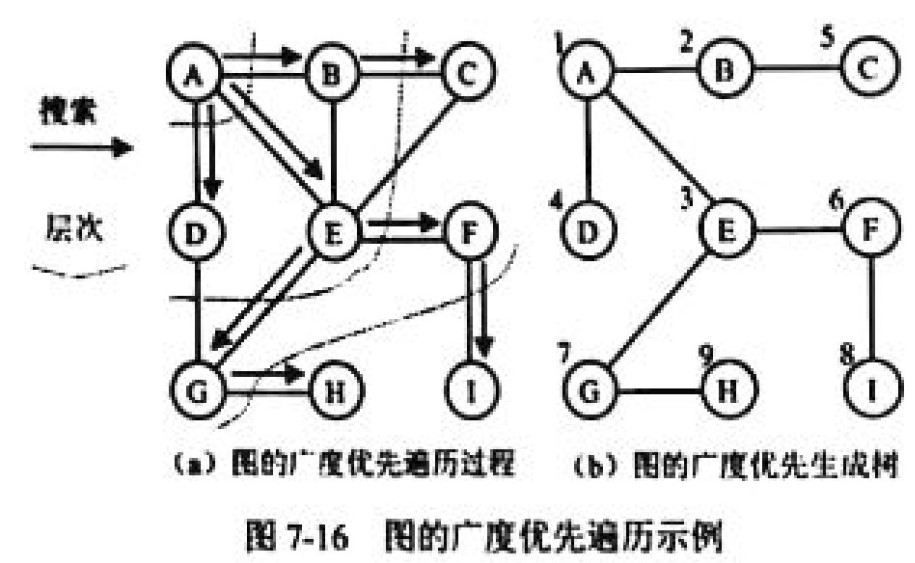 A B C
搜索
层次
D E F
G H I
1 A 2 B 5 C
4 D 3 E 6 F
7 G 9 H 8 I
(a) 图的广度优先遍历过程
(b) 图的广度优先生成树
图 7-16 图的广度优先遍历示例